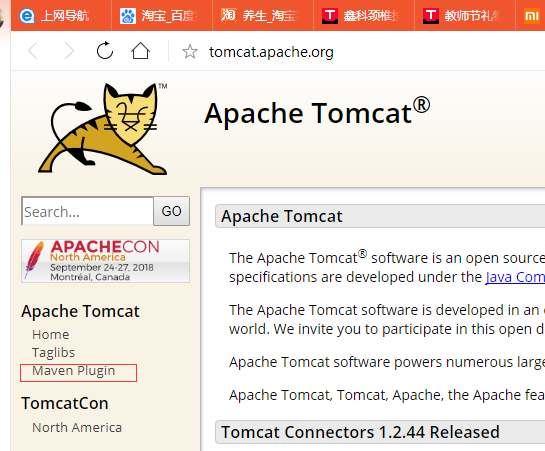 上网导航 淘宝_百度 养生_淘宝 鑫科颈椎 教师节礼
tomcat.apache.org
TM
Apache Tomcat®
Search... GO
APACHECON
North America
September 24-27, 2018
Montréal, Canada
Apache Tomcat
Home
Taglibs
Maven Plugin
TomcatCon
North America
Apache Tomcat
The Apache Tomcat® software is an open source
specifications are developed under the Java Com
The Apache Tomcat software is developed in an
world. We invite you to participate in this open d
Apache Tomcat software powers numerous large
Apache Tomcat, Tomcat, Apache, the Apache fea
Tomcat Connectors 1.2.44 Released